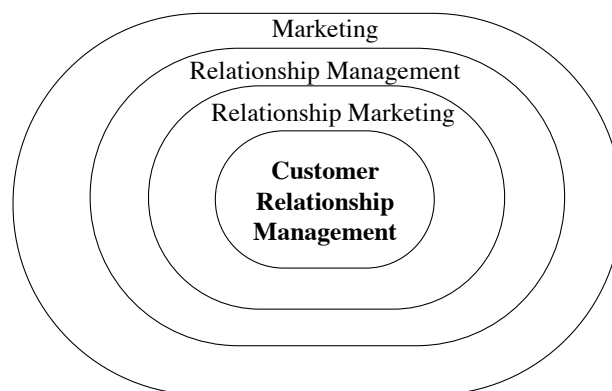 Marketing
Relationship Management
Relationship Marketing
Customer
Relationship
Management